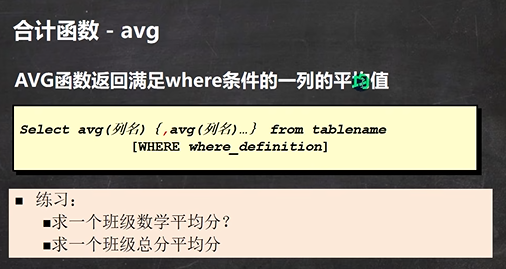 合计函数 - avg
AVG函数返回满足where条件的一列的平均值
Select avg(列名) {,avg(列名)…} from tablename
[WHERE where_definition]
■ 练习：
■求一个班级数学平均分？
■求一个班级总分平均分